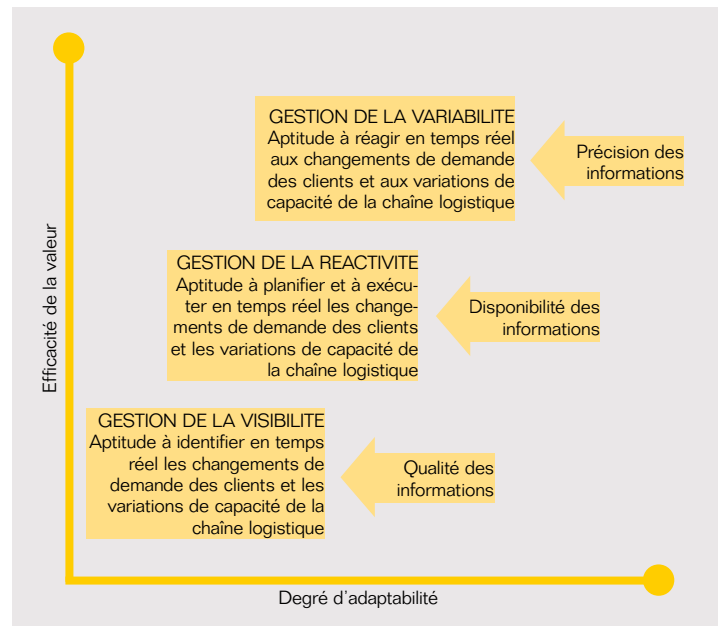 Efficacité de la valeur
GESTION DE LA VARIABILITE
Aptitude à réagir en temps réel
aux changements de demande
des clients et aux variations de
capacité de la chaîne logistique
Précision des
informations
GESTION DE LA REACTIVITE
Aptitude à planifier et à exécu-
ter en temps réel les change-
ments de demande des clients
et les variations de capacité de
la chaîne logistique
Disponibilité des
informations
GESTION DE LA VISIBILITE
Aptitude à identifier en temps
réel les changements de
demande des clients et les
variations de capacité de la
chaîne logistique
Qualité des
informations
Degré d'adaptabilité